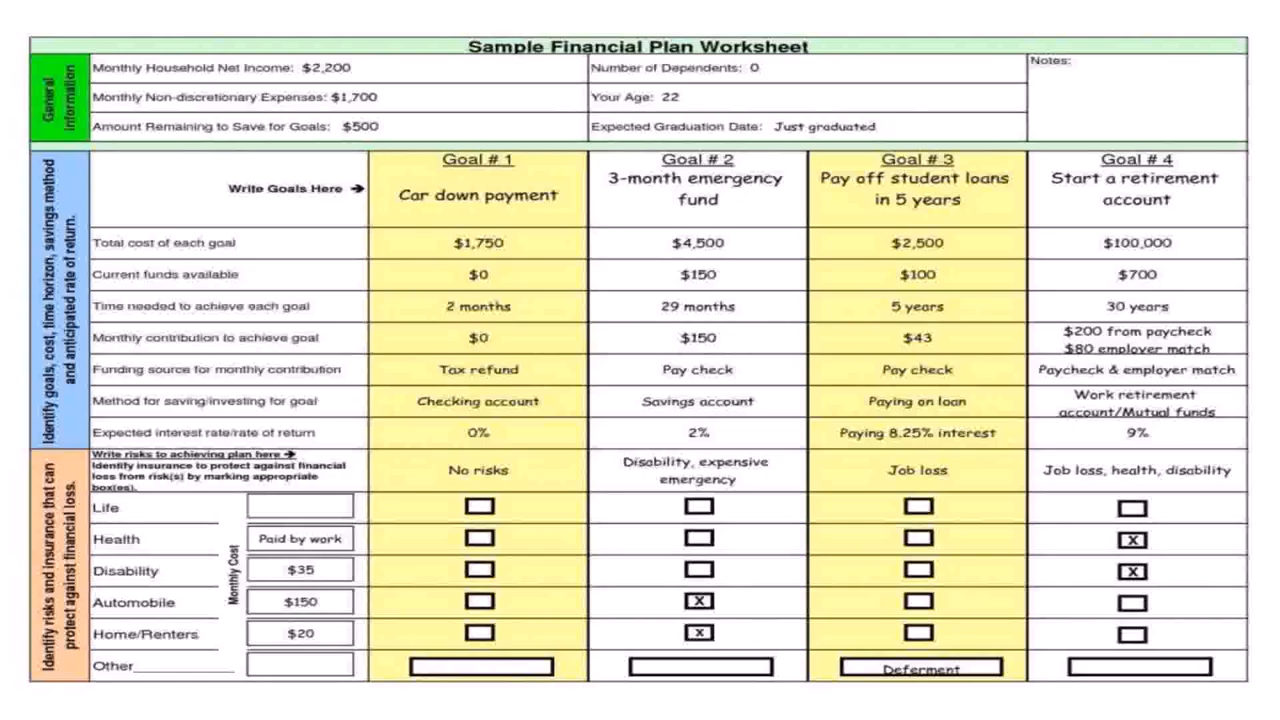 Sample Financial Plan Worksheet
General
Information
Monthly Household Net Income: $2,200
Number of Dependents: 0
Notes:
Monthly Non-discretionary Expenses: $1,700
Your Age: 22
Amount Remaining to Save for Goals: $500
Expected Graduation Date: Just graduated
Identify goals, cost, time horizon, savings method
and anticipated rate of return.
Write Goals Here →
Goal # 1
Car down payment
Goal # 2
3-month emergency
fund
Goal # 3
Pay off student loans
in 5 years
Goal # 4
Start a retirement
account
Total cost of each goal
$1,750
$4,500
$2,500
$100,000
Current funds available
$0
$150
$100
$700
Time needed to achieve each goal
2 months
29 months
5 years
30 years
Monthly contribution to achieve goal
$0
$150
$43
$200 from paycheck
$80 employer match
Funding source for monthly contribution
Tax refund
Pay check
Pay check
Paycheck & employer match
Method for saving/investing for goal
Checking account
Savings account
Paying on loan
Work retirement
account/Mutual funds
Expected interest rate/rate of return
0%
2%
Paying 8.25% interest
9%
Identify risks and insurance that can
protect against financial loss.
Write risks to achieving plan here →
Identify insurance to protect against financial
loss from risk(s) by marking appropriate
box(es).
No risks
Disability, expensive
emergency
Job loss
Job loss, health, disability
Monthly Cost
Life
Health
Paid by work
X
Disability
$35
X
Automobile
$150
X
Home/Renters
$20
X
Other
Deferment